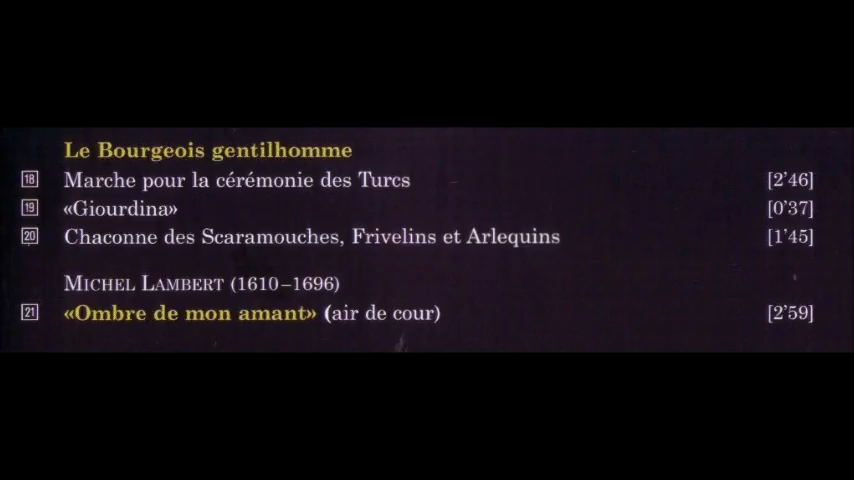 Le Bourgeois gentilhomme
18 Marche pour la cérémonie des Turcs [2'46]
19 «Giourdina» [0'37]
20 Chaconne des Scaramouches, Frivelins et Arlequins [1'45]
MICHEL LAMBERT (1610–1696)
21 «Ombre de mon amant» (air de cour) [2'59]